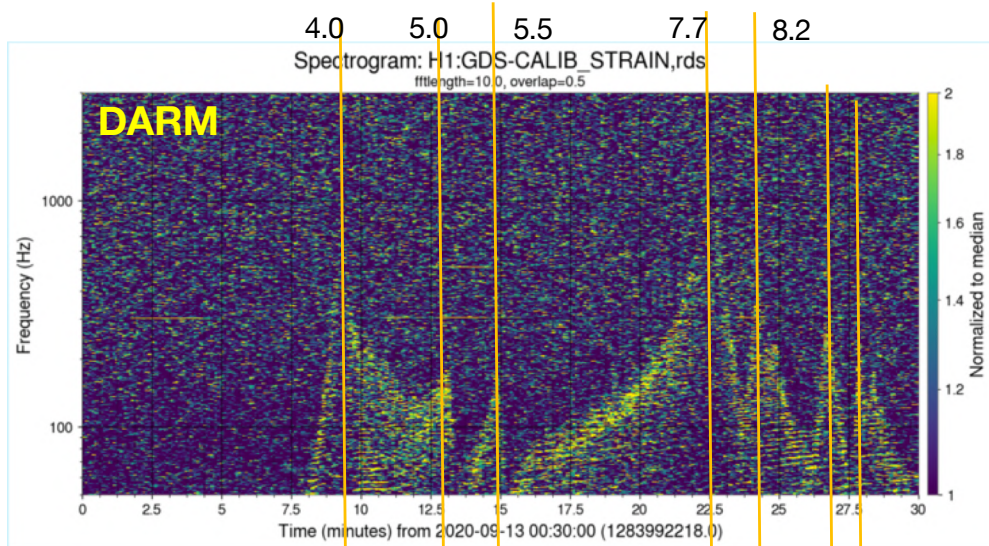 4.0 5.0 5.5 7.7 8.2
Spectrogram: H1:GDS-CALIB_STRAIN,rds
fftlength=10.0, overlap=0.5
DARM
1000
100
Frequency (Hz)
0 2.5 5 7.5 10 12.5 15 17.5 20 22.5 25 27.5 30
Time (minutes) from 2020-09-13 00:30:00 (1283992218.0)
2
1.8
1.6
1.4
1.2
1
Normalized to median